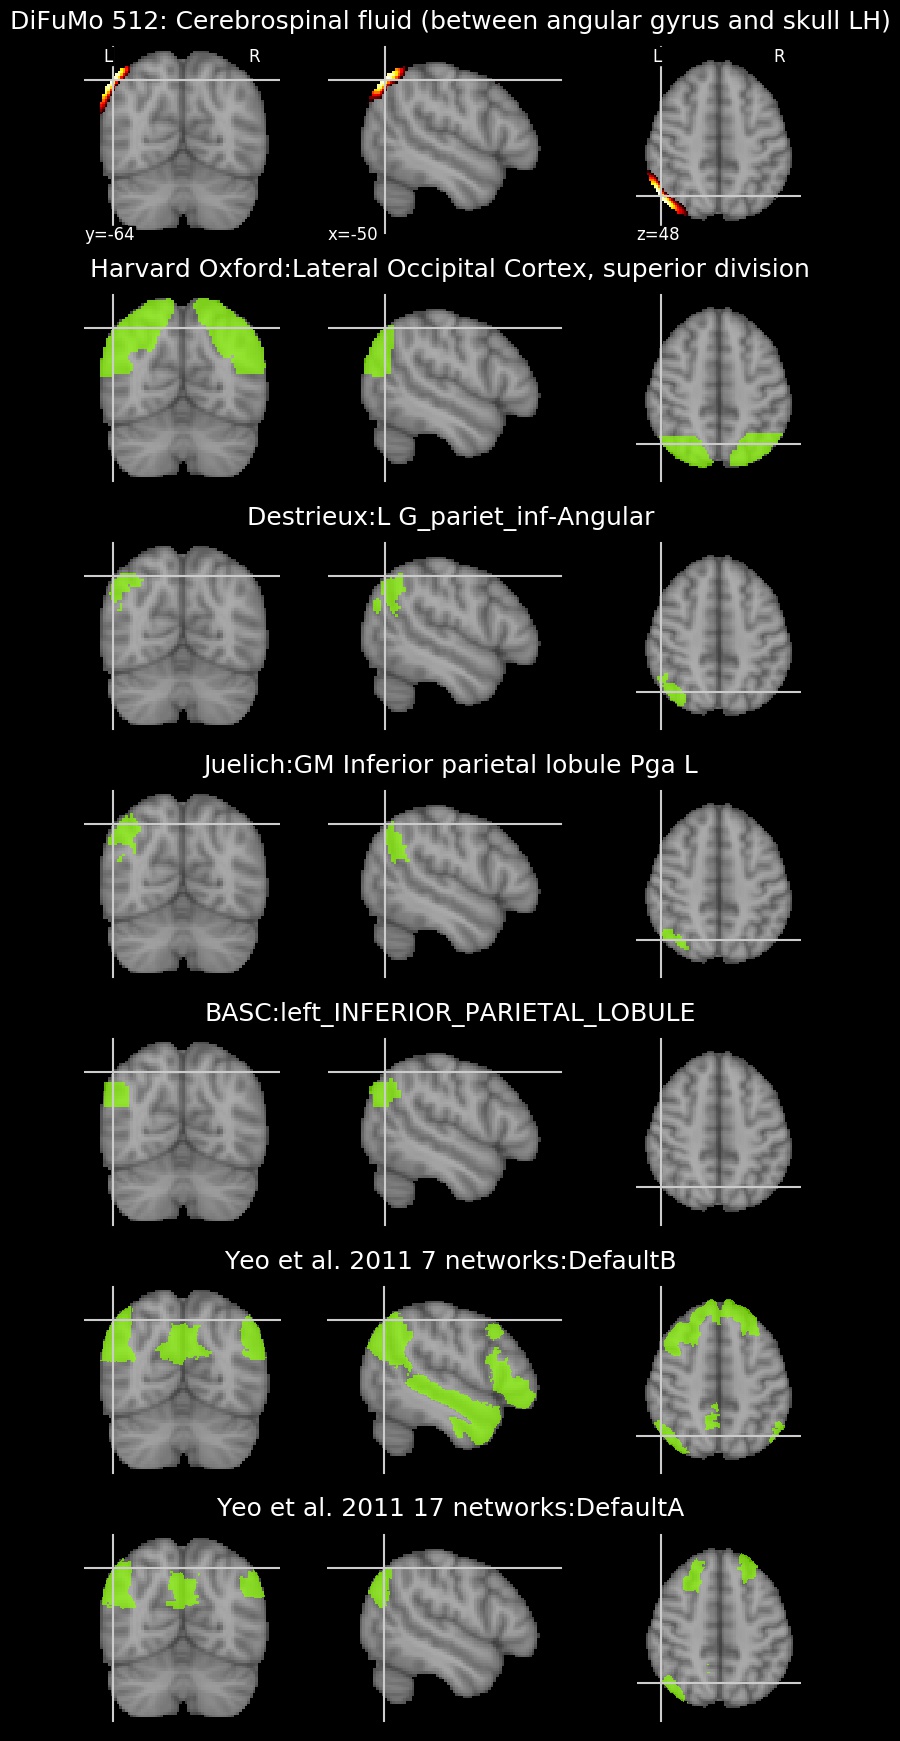 DiFuMo 512: Cerebrospinal fluid (between angular gyrus and skull LH)
L R L R
y=-64 x=-50 z=48
Harvard Oxford:Lateral Occipital Cortex, superior division
Destrieux:L G_pariet_inf-Angular
Juelich:GM Inferior parietal lobule Pga L
BASC:left_INFERIOR_PARIETAL_LOBULE
Yeo et al. 2011 7 networks:DefaultB
Yeo et al. 2011 17 networks:DefaultA